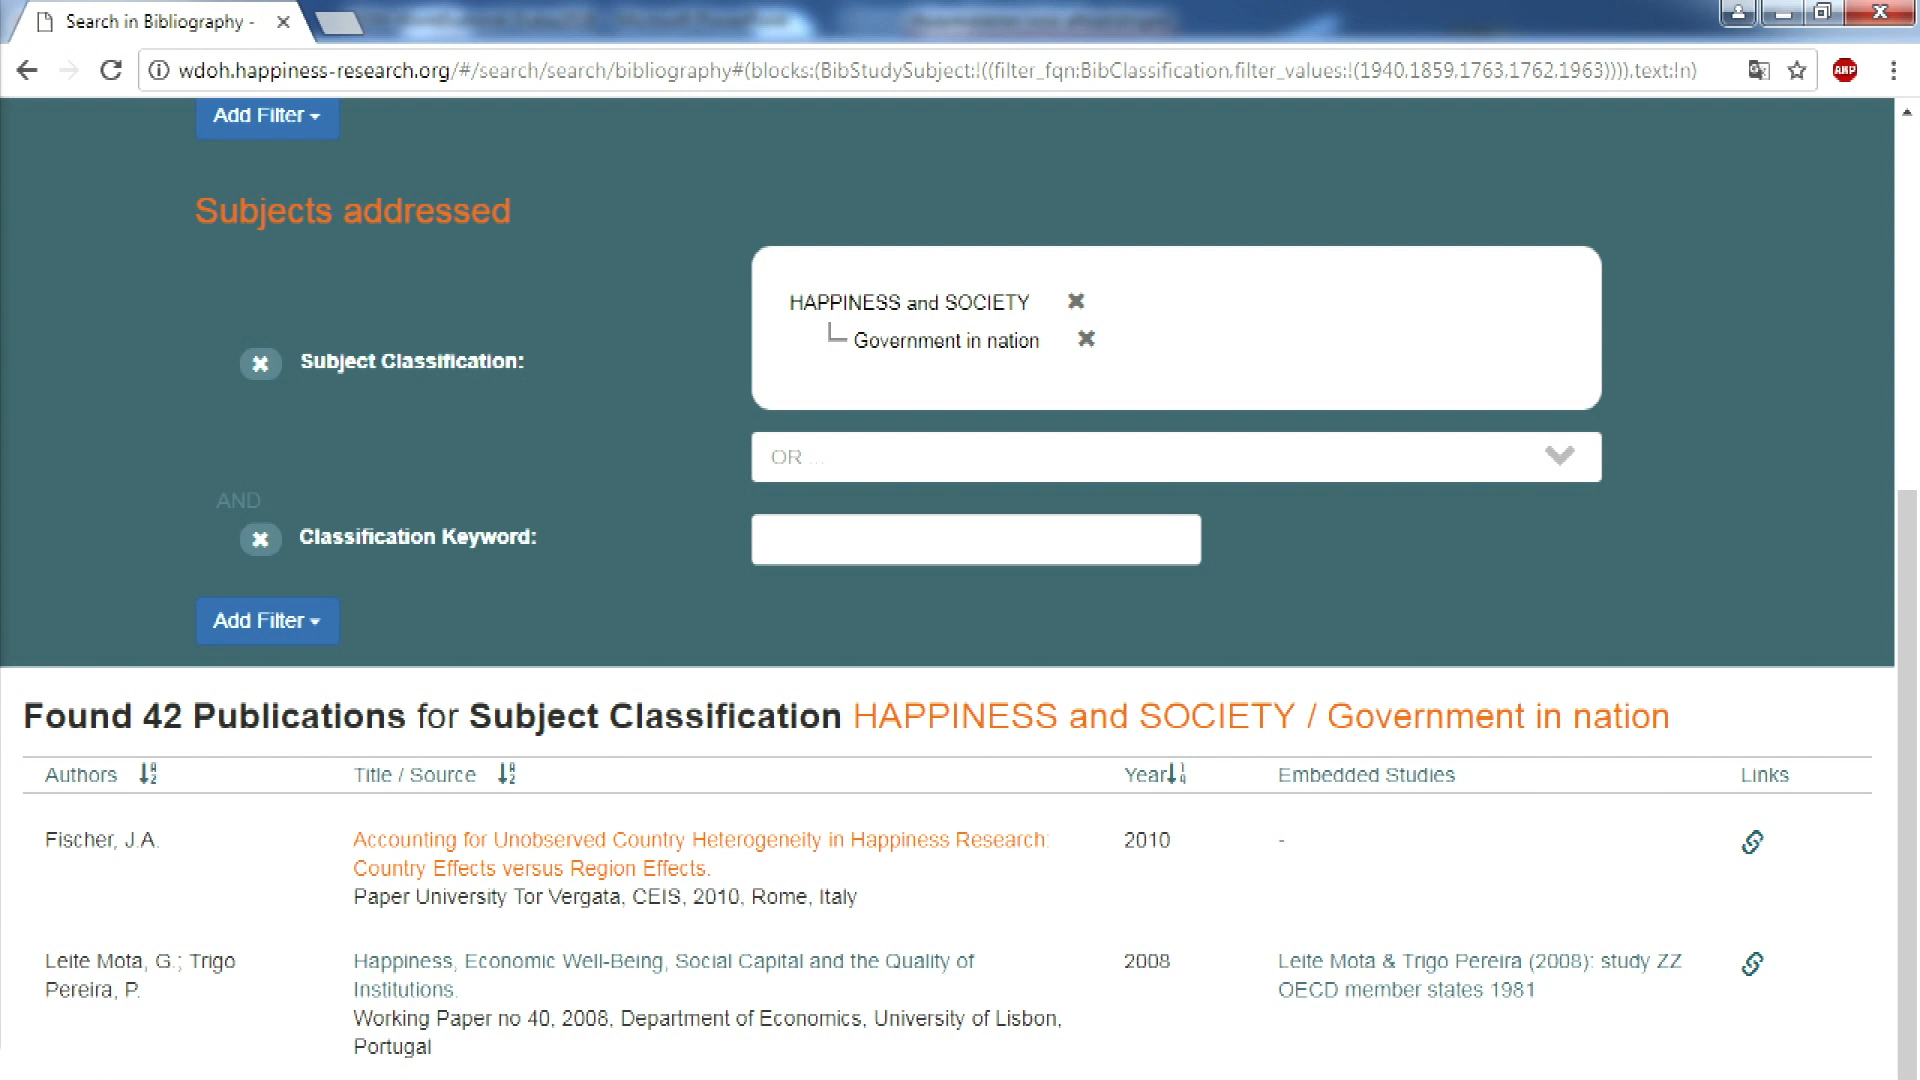 Search in Bibliography -
wdoh.happiness-research.org/#/search/search/bibliography#(blocks:(BibStudySubject:!((filter_fqn:BibClassification,filter_values:!(1940,1859,1763,1762,1963)))),text:!n)
ABP
Add Filter
Subjects addressed
HAPPINESS and SOCIETY
Government in nation
Subject Classification:
OR ...
AND
Classification Keyword:
Add Filter
Found 42 Publications for Subject Classification HAPPINESS and SOCIETY / Government in nation
Authors Title / Source Year Embedded Studies Links
Fischer, J.A. Accounting for Unobserved Country Heterogeneity in Happiness Research: 2010 -
Country Effects versus Region Effects.
Paper University Tor Vergata, CEIS, 2010, Rome, Italy
Leite Mota, G.; Trigo Happiness, Economic Well-Being, Social Capital and the Quality of 2008 Leite Mota & Trigo Pereira (2008): study ZZ
Pereira, P. Institutions. OECD member states 1981
Working Paper no 40, 2008, Department of Economics, University of Lisbon,
Portugal